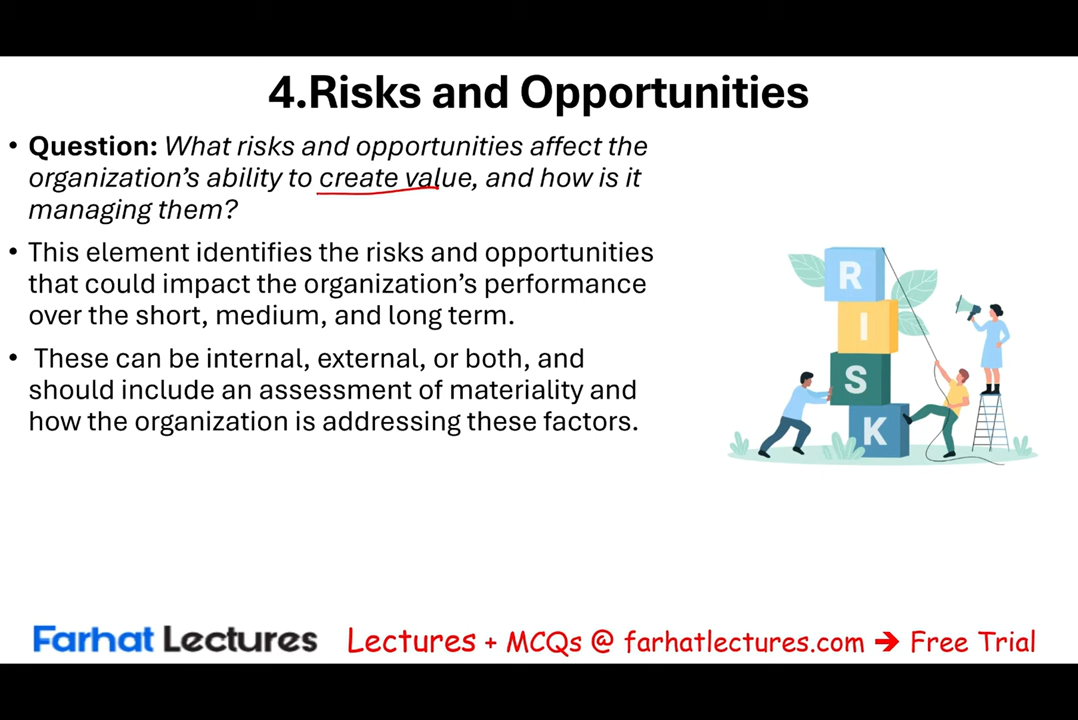 4.Risks and Opportunities
• Question: What risks and opportunities affect the
organization's ability to create value, and how is it
managing them?
• This element identifies the risks and opportunities
that could impact the organization's performance
over the short, medium, and long term.
• These can be internal, external, or both, and
should include an assessment of materiality and
how the organization is addressing these factors.
R
I
S
K
Farhat Lectures
Lectures + MCQs @ farhatlectures.com → Free Trial